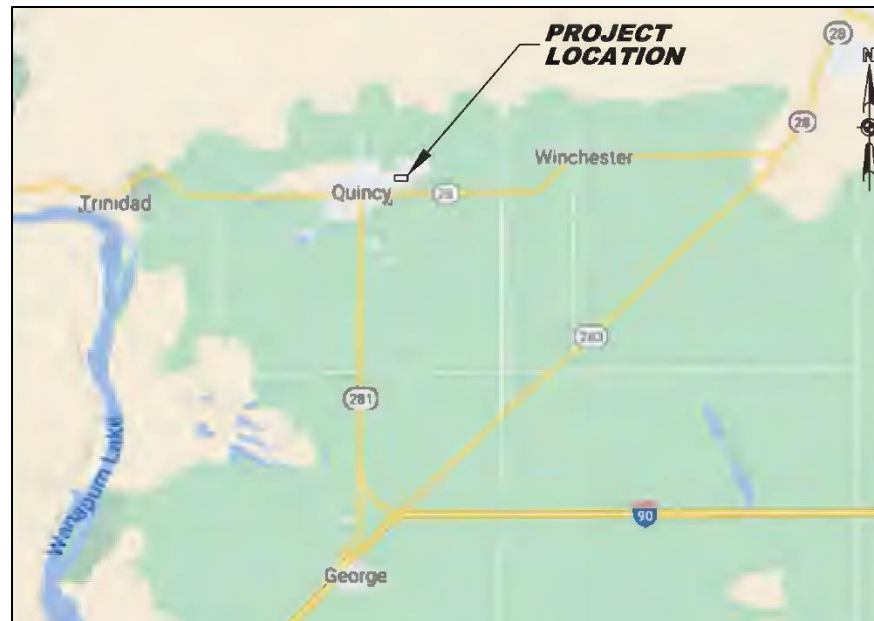 PROJECT
LOCATION
28
N
28
Winchester
Quincy
28
Trinidad
283
281
Wanapum Lake
90
George